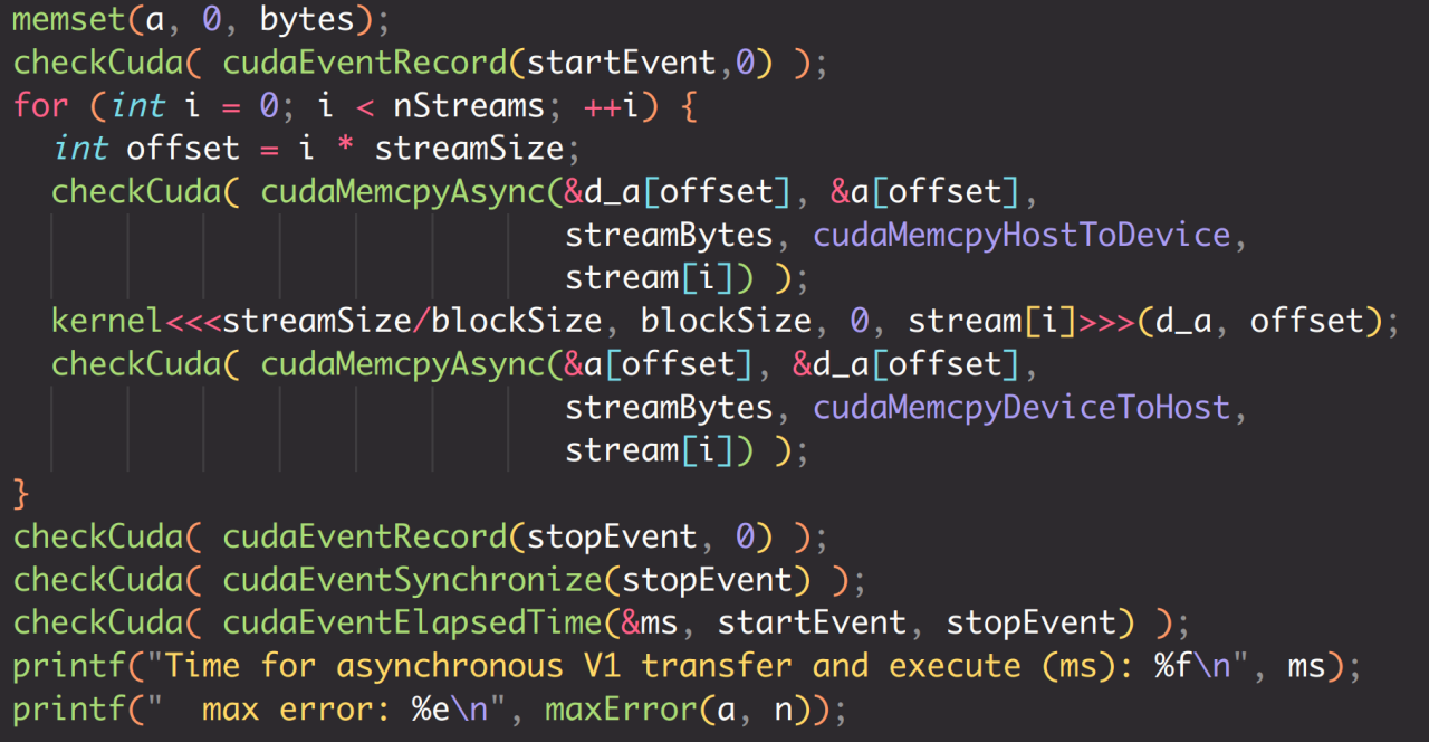 memset(a, 0, bytes);
checkCuda( cudaEventRecord(startEvent,0) );
for (int i = 0; i < nStreams; ++i) {
  int offset = i * streamSize;
  checkCuda( cudaMemcpyAsync(&d_a[offset], &a[offset],
                             streamBytes, cudaMemcpyHostToDevice,
                             stream[i]) );
  kernel<<<streamSize/blockSize, blockSize, 0, stream[i]>>>(d_a, offset);
  checkCuda( cudaMemcpyAsync(&a[offset], &d_a[offset],
                             streamBytes, cudaMemcpyDeviceToHost,
                             stream[i]) );
}
checkCuda( cudaEventRecord(stopEvent, 0) );
checkCuda( cudaEventSynchronize(stopEvent) );
checkCuda( cudaEventElapsedTime(&ms, startEvent, stopEvent) );
printf("Time for asynchronous V1 transfer and execute (ms): %f\n", ms);
printf("  max error: %e\n", maxError(a, n));